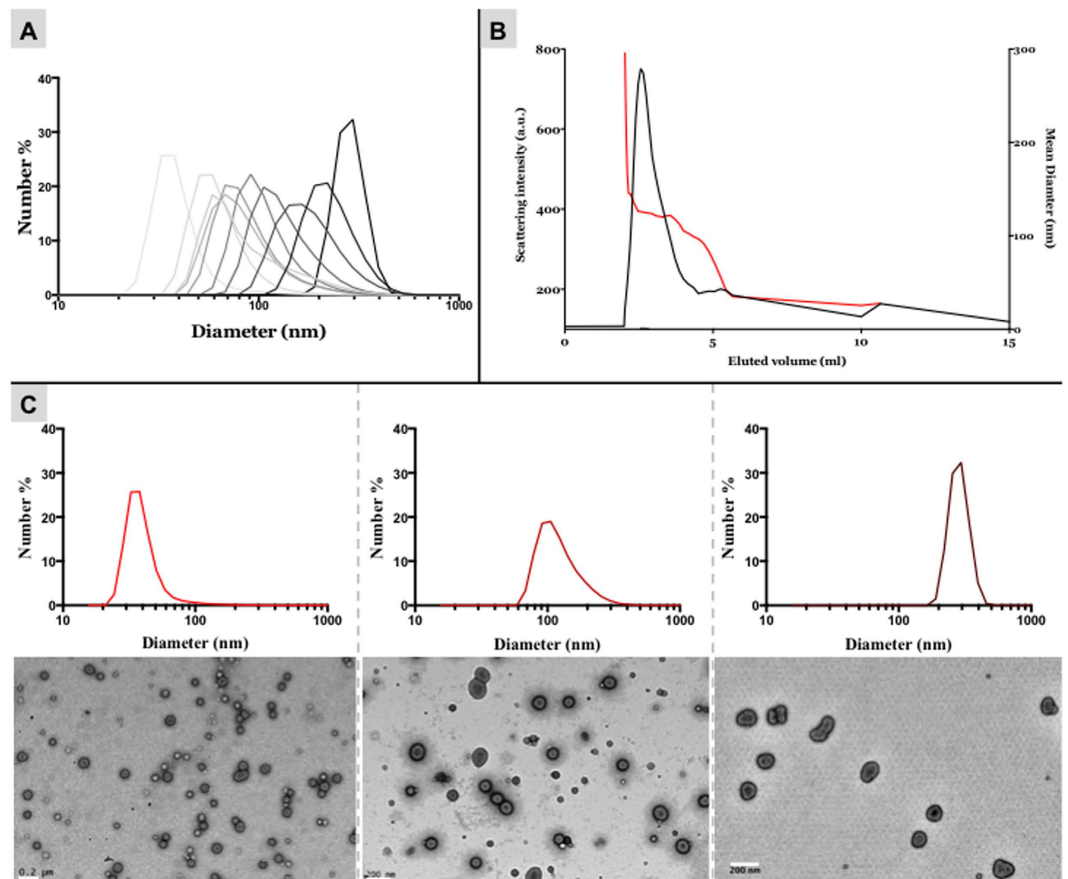 A
40
30
20
10
0
Number %
10
100
1000
Diameter (nm)
B
800
600
400
200
Scattering intensity (a.u.)
300
200
100
0
Mean Diamter (nm)
0
5
10
15
Eluted volume (ml)
C
40
30
20
10
0
Number %
10
100
1000
Diameter (nm)
40
30
20
10
0
Number %
10
100
1000
Diameter (nm)
40
30
20
10
0
Number %
10
100
1000
Diameter (nm)
0.2 µm
200 nm
200 nm